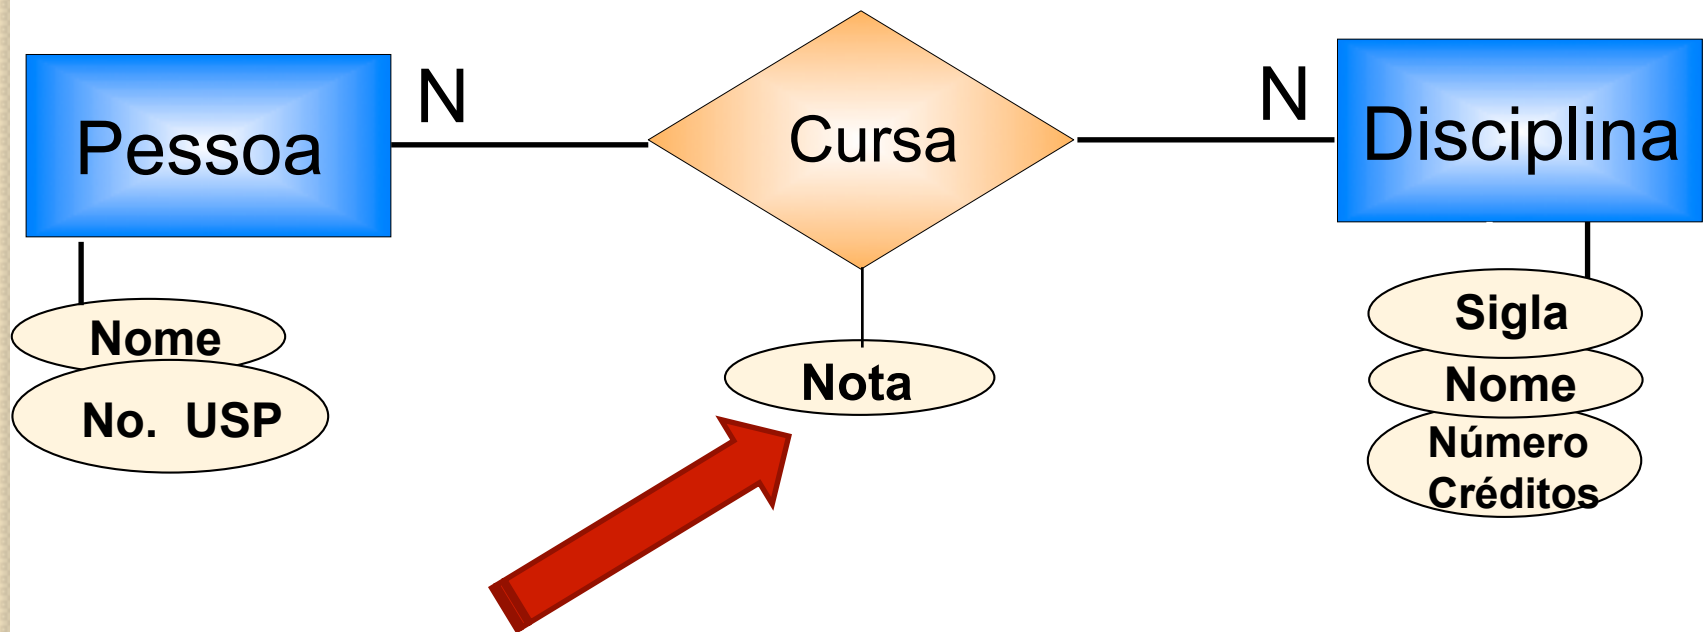 Pessoa
N
Cursa
N
Disciplina
Nome
No. USP
Nota
Sigla
Nome
Número
Créditos